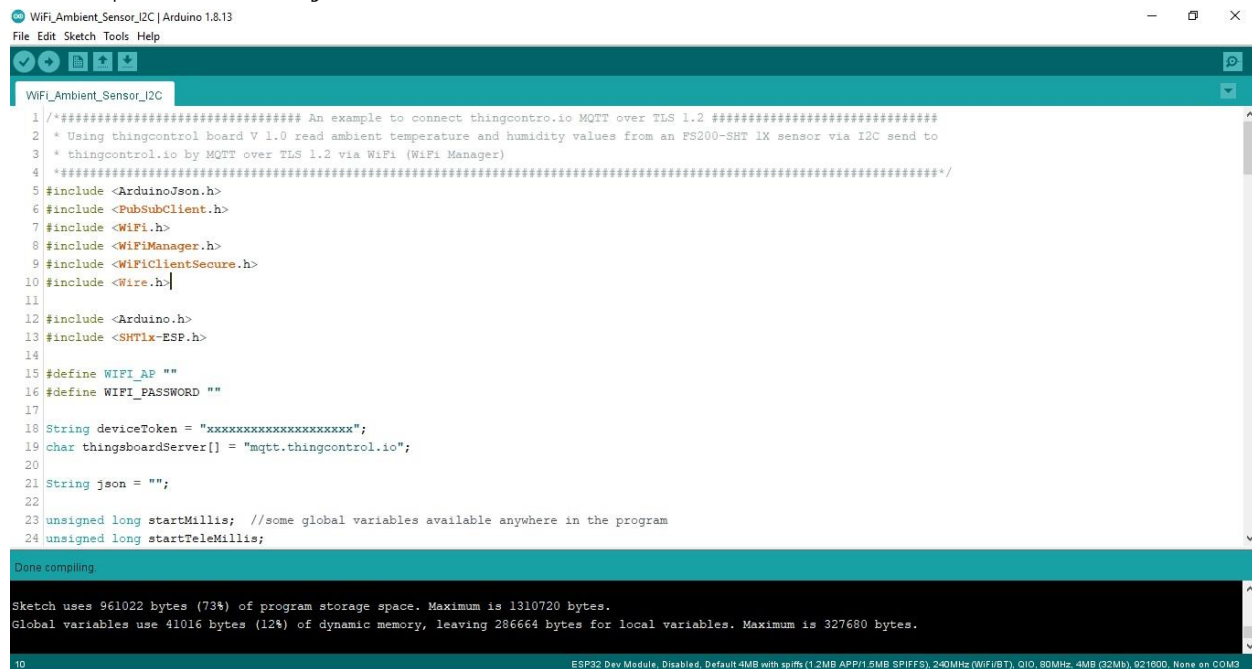 WiFi_Ambient_Sensor_I2C | Arduino 1.8.13
File Edit Sketch Tools Help
WiFi_Ambient_Sensor_I2C
1 /*################################# An example to connect thingcontro.io MQTT over TLS 1.2 ###############################
2 * Using thingcontrol board V 1.0 read ambient temperature and humidity values from an FS200-SHT 1X sensor via I2C send to
3 * thingcontrol.io by MQTT over TLS 1.2 via WiFi (WiFi Manager)
4 *#########################################################################################################################*/
5 #include <ArduinoJson.h>
6 #include <PubSubClient.h>
7 #include <WiFi.h>
8 #include <WiFiManager.h>
9 #include <WiFiClientSecure.h>
10 #include <Wire.h>
11
12 #include <Arduino.h>
13 #include <SHT1x-ESP.h>
14
15 #define WIFI_AP ""
16 #define WIFI_PASSWORD ""
17
18 String deviceToken = "xxxxxxxxxxxxxxxxxxxx";
19 char thingsboardServer[] = "mqtt.thingcontrol.io";
20
21 String json = "";
22
23 unsigned long startMillis;  //some global variables available anywhere in the program
24 unsigned long startTeleMillis;
Done compiling.
Sketch uses 961022 bytes (73%) of program storage space. Maximum is 1310720 bytes.
Global variables use 41016 bytes (12%) of dynamic memory, leaving 286664 bytes for local variables. Maximum is 327680 bytes.
10 ESP32 Dev Module, Disabled, Default 4MB with spiffs (1.2MB APP/1.5MB SPIFFS), 240MHz (WiFi/BT), QIO, 80MHz, 4MB (32Mb), 921600, None on COM3